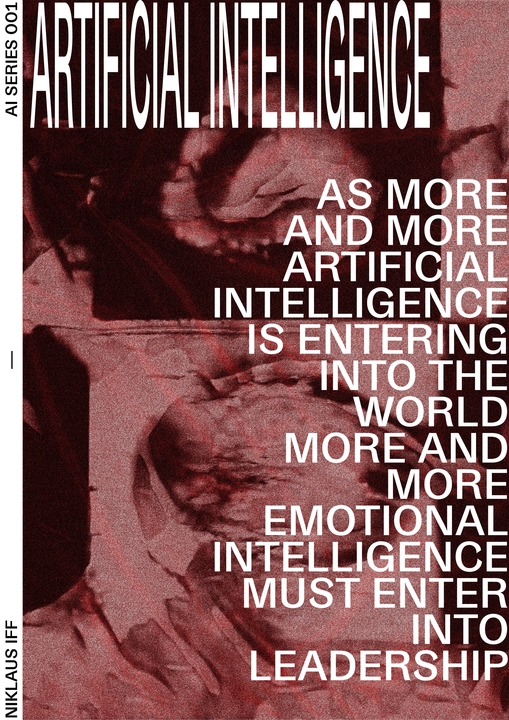 ARTIFICIAL INTELLIGENCE
AS MORE
AND MORE
ARTIFICIAL
INTELLIGENCE
IS ENTERING
INTO THE
WORLD
MORE AND
MORE
EMOTIONAL
INTELLIGENCE
MUST ENTER
INTO
LEADERSHIP
AI SERIES 001
—
NIKLAUS IFF